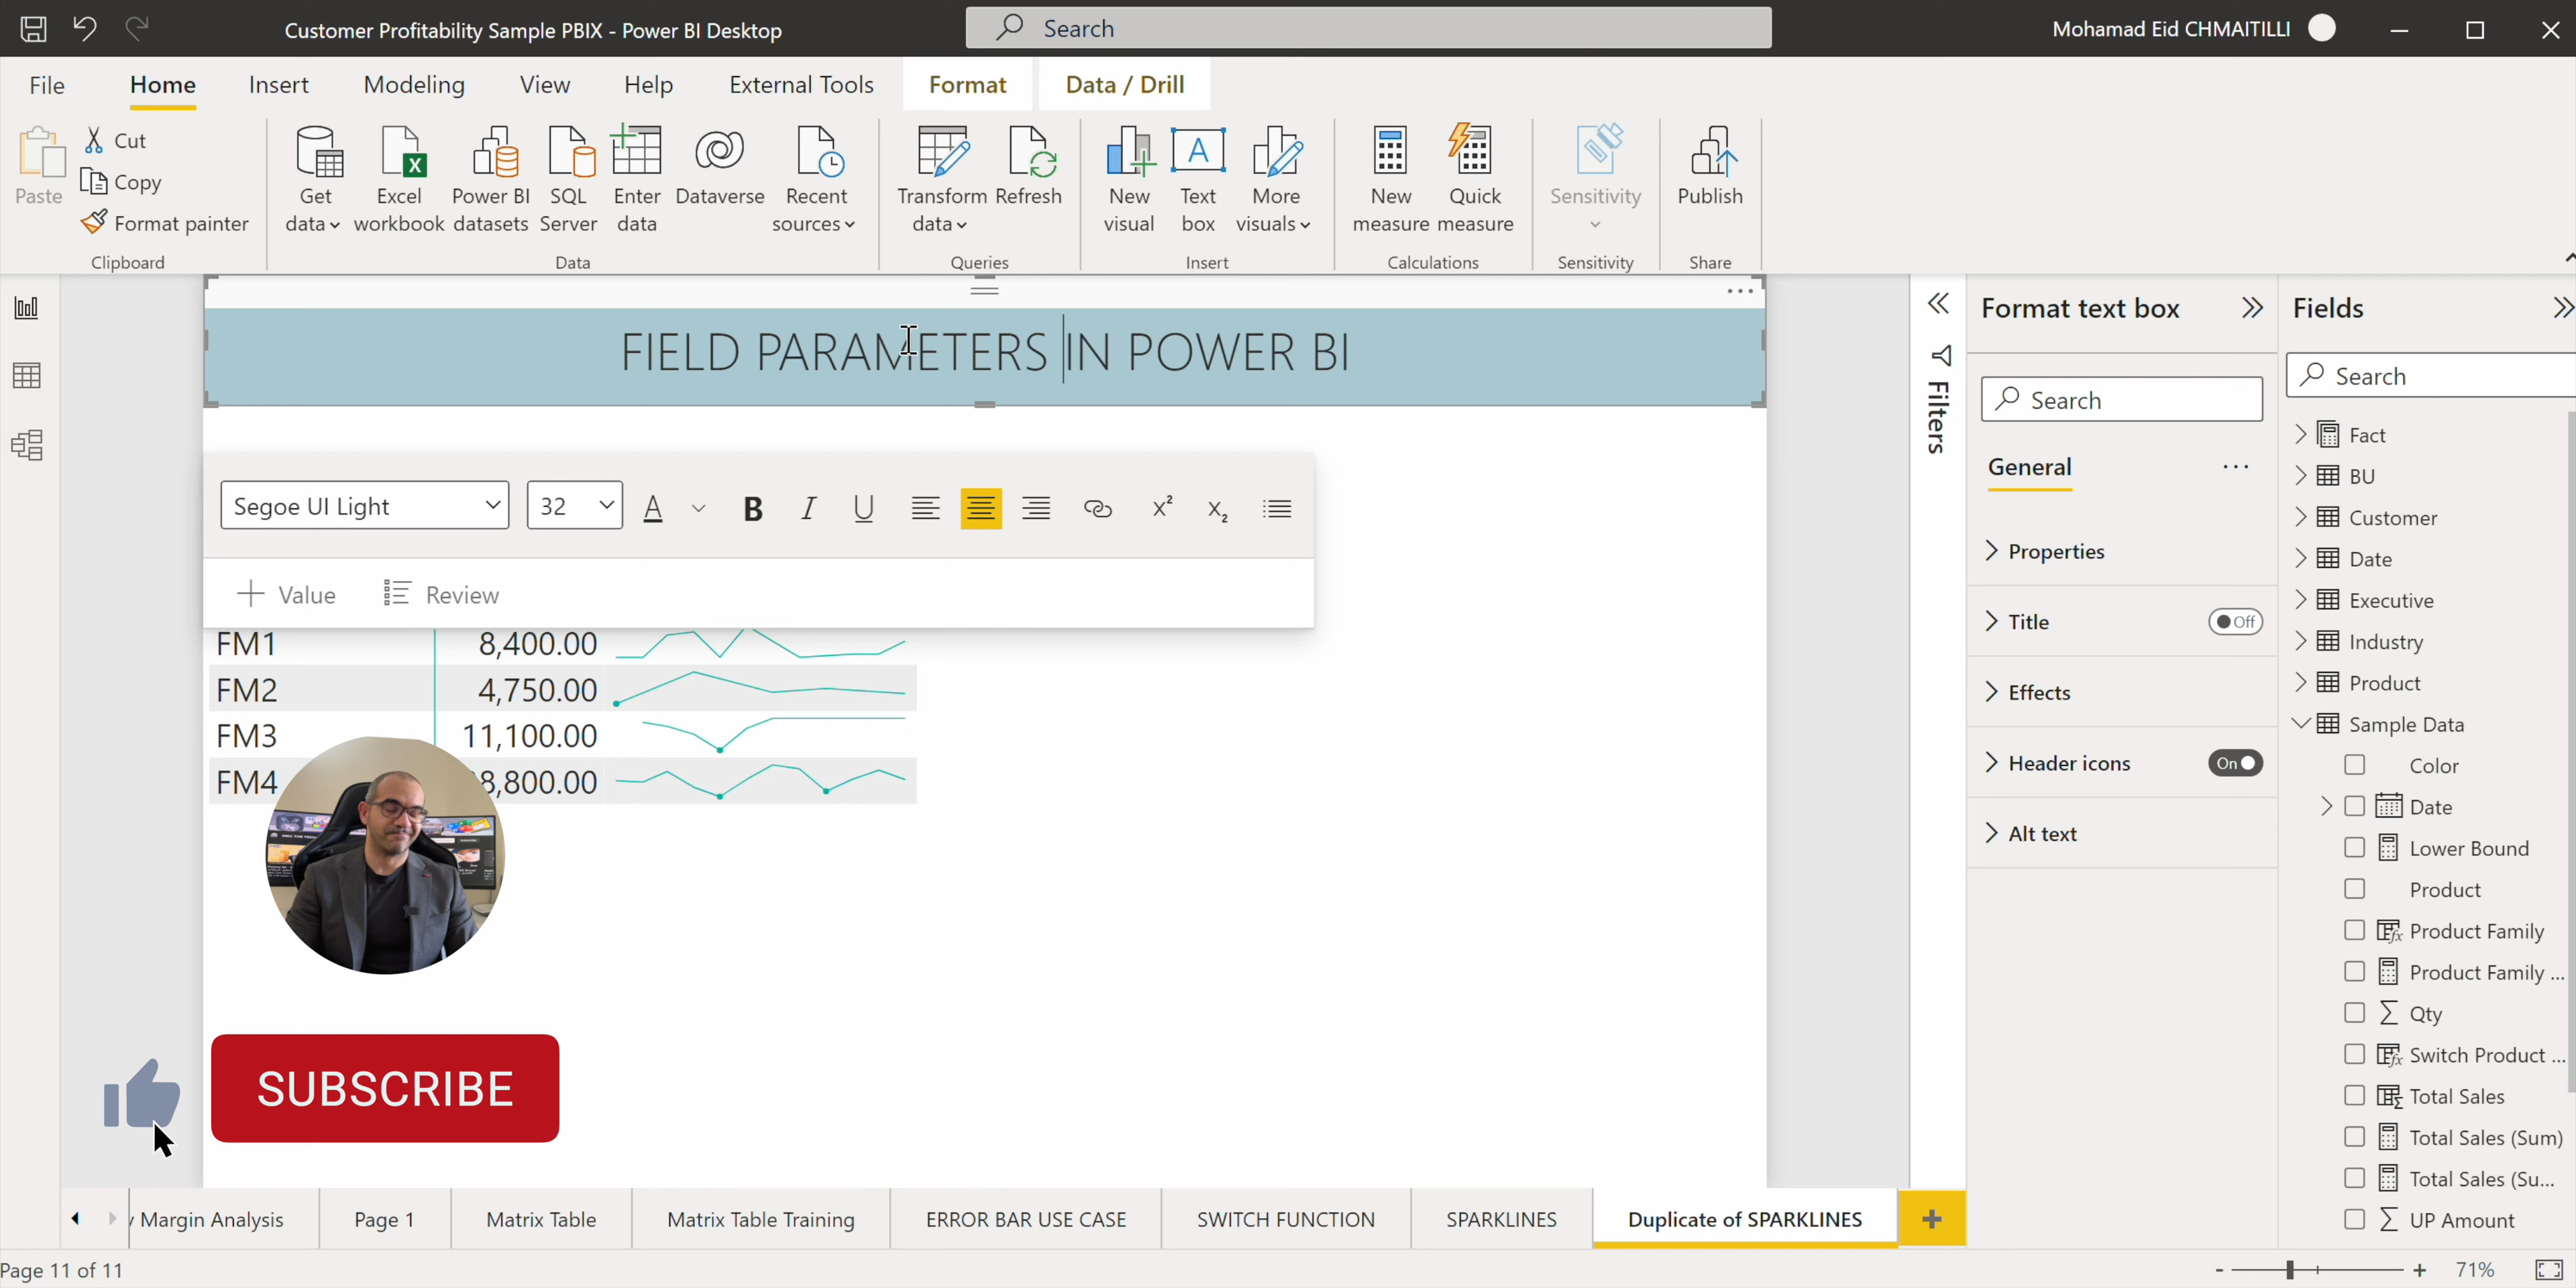 Customer Profitability Sample PBIX - Power BI Desktop
Search
Mohamad Eid CHMAITILLI
File Home Insert Modeling View Help External Tools Format Data / Drill
Paste
Cut
Copy
Format painter
Clipboard
Get data
Excel workbook
Power BI datasets
SQL Server
Enter data
Dataverse
Recent sources
Data
Transform data
Refresh
Queries
New visual
Text box
More visuals
Insert
New measure
Quick measure
Calculations
Sensitivity
Sensitivity
Publish
Share
FIELD PARAMETERS IN POWER BI
Segoe UI Light 32 A B I U x² x₂
Value Review
FM1 8,400.00
FM2 4,750.00
FM3 11,100.00
FM4 8,800.00
SUBSCRIBE
Filters
Format text box
Search
General
Properties
Title Off
Effects
Header icons On
Alt text
Fields
Search
Fact
BU
Customer
Date
Executive
Industry
Product
Sample Data
Color
Date
Lower Bound
Product
Product Family
Product Family ...
Qty
Switch Product ...
Total Sales
Total Sales (Sum)
Total Sales (Su...
UP Amount
Margin Analysis Page 1 Matrix Table Matrix Table Training ERROR BAR USE CASE SWITCH FUNCTION SPARKLINES Duplicate of SPARKLINES +
Page 11 of 11
- + 71%